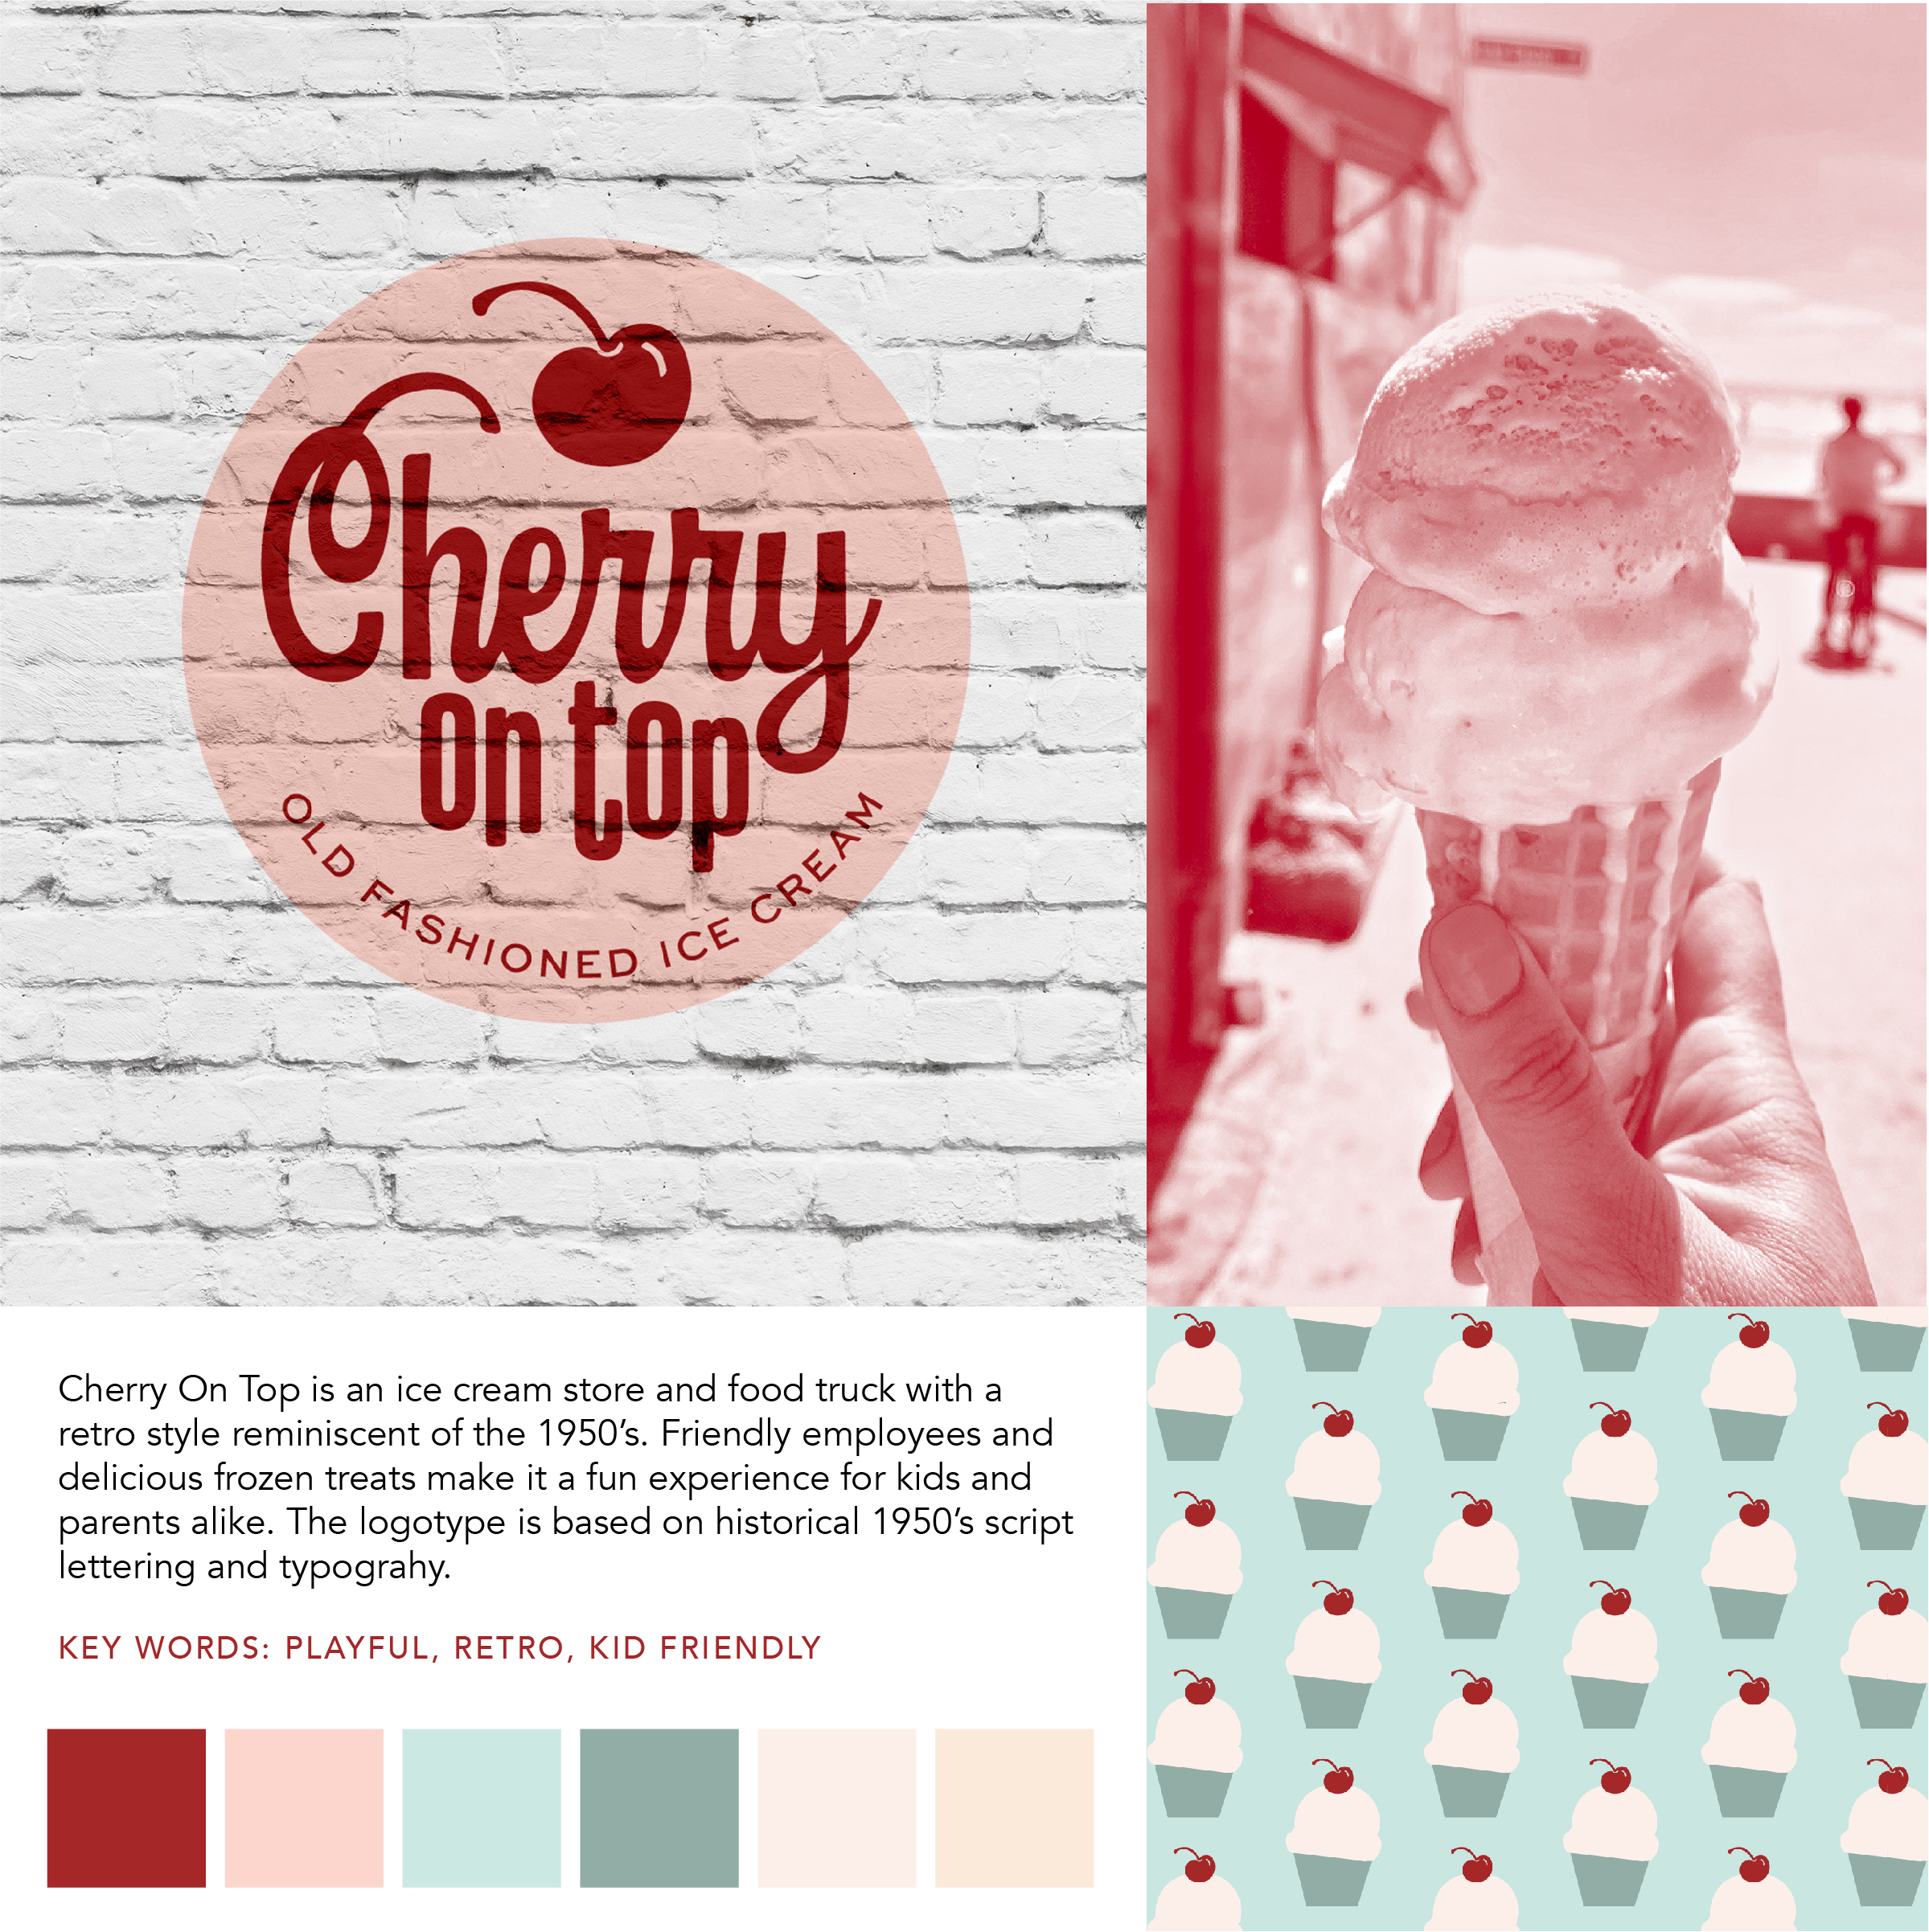 Cherry
on top
OLD FASHIONED ICE CREAM
Cherry On Top is an ice cream store and food truck with a
retro style reminiscent of the 1950’s. Friendly employees and
delicious frozen treats make it a fun experience for kids and
parents alike. The logotype is based on historical 1950’s script
lettering and typograhy.
KEY WORDS: PLAYFUL, RETRO, KID FRIENDLY